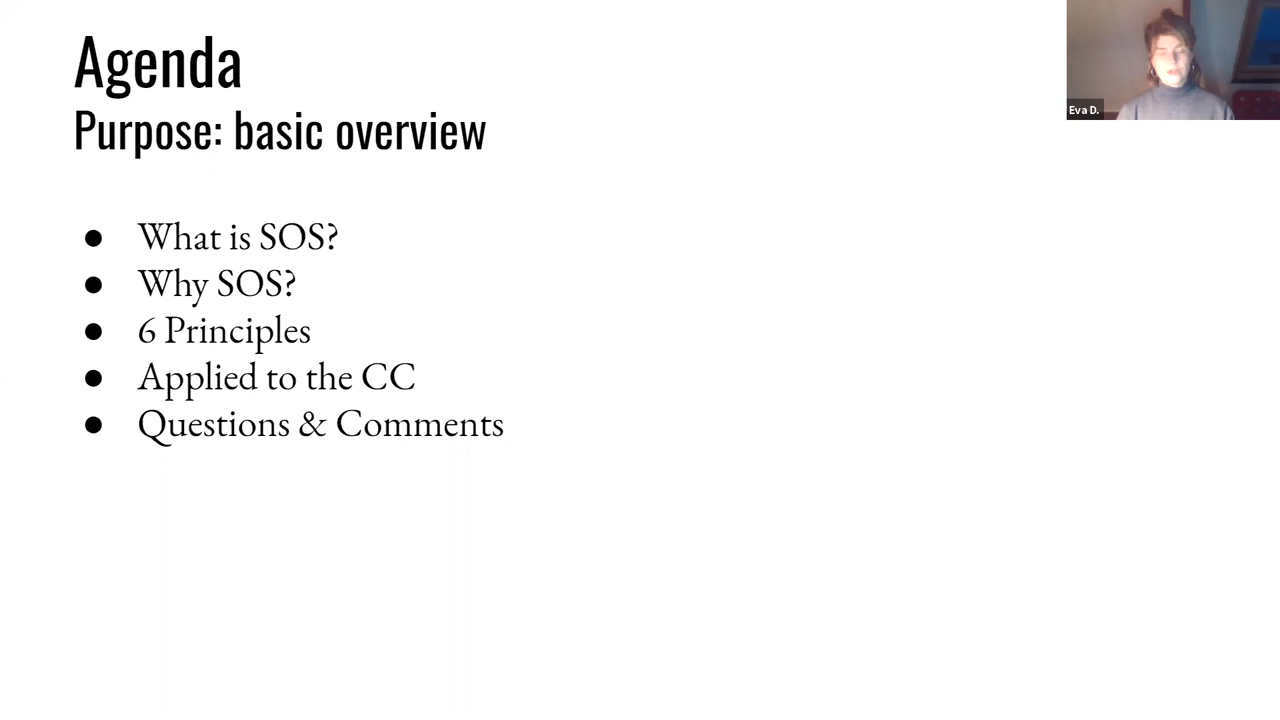 Agenda
Purpose: basic overview
Eva D.
● What is SOS?
● Why SOS?
● 6 Principles
● Applied to the CC
● Questions & Comments